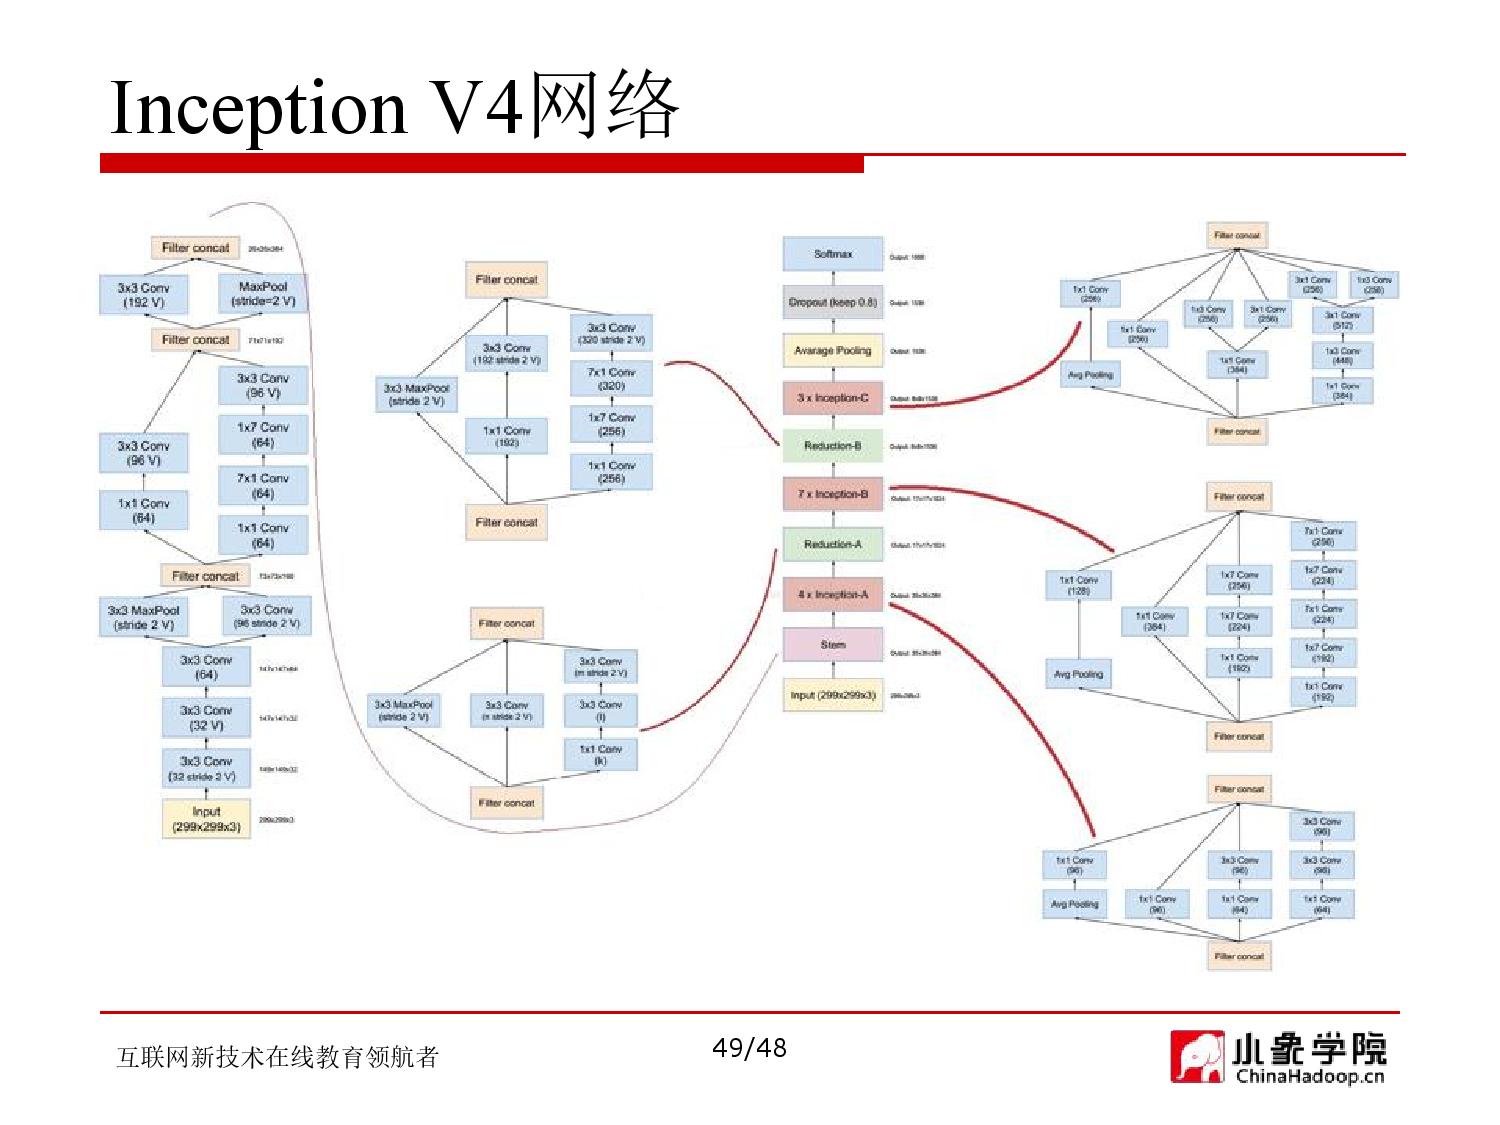 Inception V4网络
Filter concat
35x35x384
3x3 Conv
(192 V)
MaxPool
(stride=2 V)
Filter concat
71x71x192
3x3 Conv
(96 V)
1x7 Conv
(64)
3x3 Conv
(96 V)
7x1 Conv
(64)
1x1 Conv
(64)
1x1 Conv
(64)
Filter concat
73x73x160
3x3 MaxPool
(stride 2 V)
3x3 Conv
(96 stride 2 V)
3x3 Conv
(64)
147x147x64
3x3 Conv
(32 V)
147x147x32
3x3 Conv
(32 stride 2 V)
149x149x32
Input
(299x299x3)
299x299x3
Filter concat
3x3 Conv
(320 stride 2 V)
3x3 Conv
(192 stride 2 V)
3x3 MaxPool
(stride 2 V)
7x1 Conv
(320)
1x7 Conv
(256)
1x1 Conv
(192)
1x1 Conv
(256)
Filter concat
Filter concat
3x3 Conv
(m stride 2 V)
3x3 MaxPool
(stride 2 V)
3x3 Conv
(n stride 2 V)
3x3 Conv
(l)
1x1 Conv
(k)
Filter concat
Softmax
Output: 1000
Dropout (keep 0.8)
Output: 1536
Avarage Pooling
Output: 1536
3 x Inception-C
Output: 8x8x1536
Reduction-B
Output: 8x8x1536
7 x Inception-B
Output: 17x17x1024
Reduction-A
Output: 17x17x1024
4 x Inception-A
Output: 35x35x384
Stem
Output: 35x35x384
Input (299x299x3)
299x299x3
Filter concat
3x1 Conv
(256)
1x3 Conv
(256)
1x1 Conv
(256)
1x3 Conv
(256)
3x1 Conv
(256)
3x1 Conv
(512)
1x1 Conv
(256)
1x3 Conv
(448)
1x1 Conv
(384)
Avg Pooling
1x1 Conv
(384)
Filter concat
Filter concat
7x1 Conv
(256)
1x1 Conv
(128)
1x7 Conv
(256)
1x7 Conv
(224)
1x1 Conv
(384)
1x7 Conv
(224)
7x1 Conv
(224)
1x1 Conv
(192)
1x7 Conv
(192)
Avg Pooling
1x1 Conv
(192)
Filter concat
Filter concat
3x3 Conv
(96)
1x1 Conv
(96)
3x3 Conv
(96)
3x3 Conv
(96)
Avg Pooling
1x1 Conv
(96)
1x1 Conv
(64)
1x1 Conv
(64)
Filter concat
互联网新技术在线教育领航者
49/48
小象学院
ChinaHadoop.cn